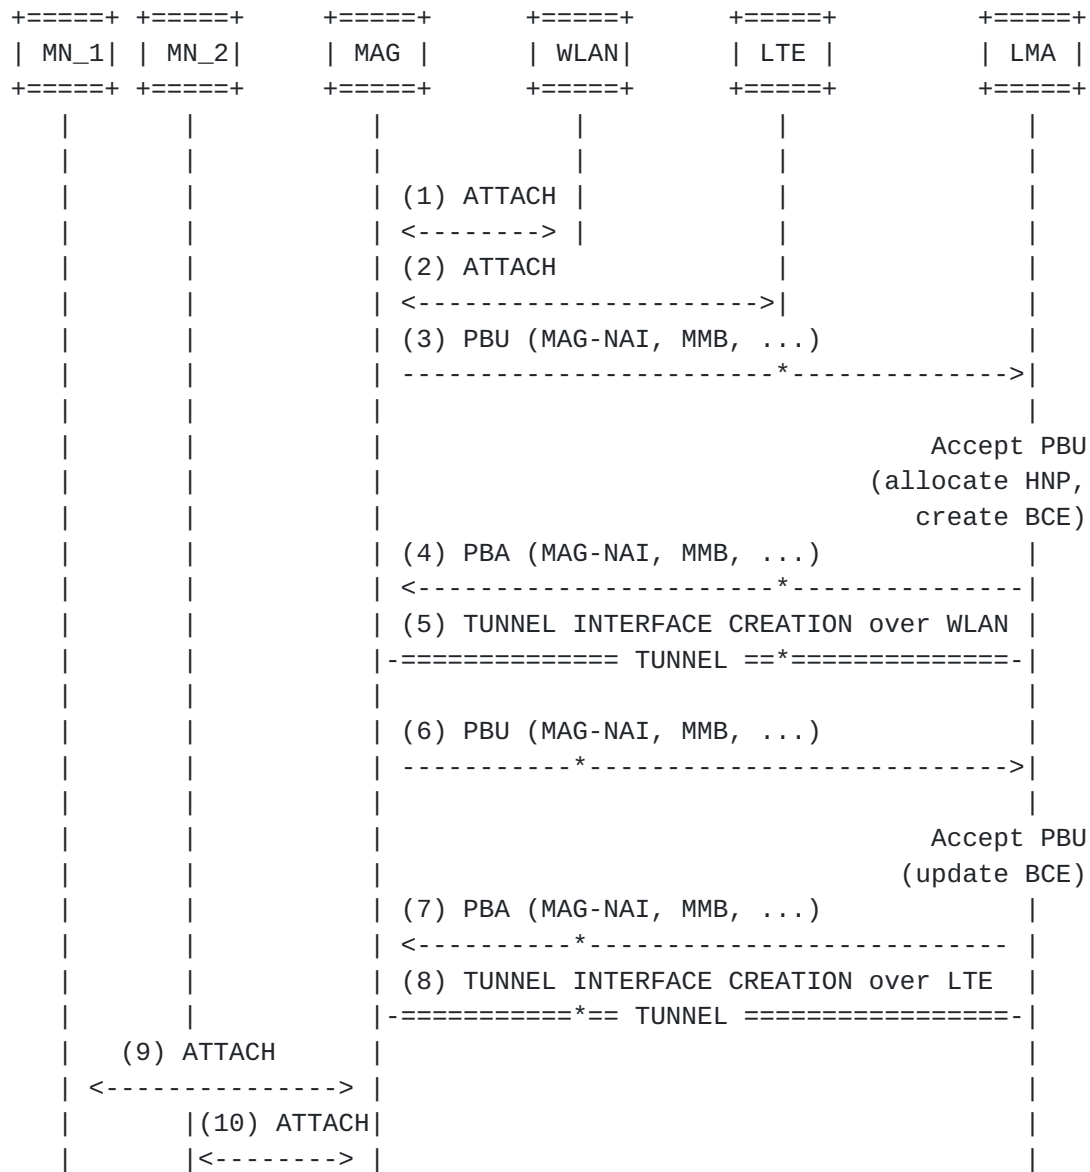 +=====+ +=====+     +=====+      +=====+      +=====+         +=====+
| MN_1| | MN_2|     | MAG |      | WLAN|      | LTE |         | LMA |
+=====+ +=====+     +=====+      +=====+      +=====+         +=====+
   |       |           |            |            |               |
   |       |           |            |            |               |
   |       |           | (1) ATTACH |            |               |
   |       |           | <--------> |            |               |
   |       |           | (2) ATTACH              |               |
   |       |           | <---------------------->|               |
   |       |           | (3) PBU (MAG-NAI, MMB, ...)             |
   |       |           | ------------------------*-------------->|
   |       |           |                                         |
   |       |           |                                   Accept PBU
   |       |           |                               (allocate HNP,
   |       |           |                                  create BCE)
   |       |           | (4) PBA (MAG-NAI, MMB, ...)             |
   |       |           | <-----------------------*---------------|
   |       |           | (5) TUNNEL INTERFACE CREATION over WLAN |
   |       |           |-============== TUNNEL ==*==============-|
   |       |           |                                         |
   |       |           | (6) PBU (MAG-NAI, MMB, ...)             |
   |       |           | -----------*--------------------------->|
   |       |           |                                         |
   |       |           |                                   Accept PBU
   |       |           |                                 (update BCE)
   |       |           | (7) PBA (MAG-NAI, MMB, ...)             |
   |       |           | <----------*--------------------------- |
   |       |           | (8) TUNNEL INTERFACE CREATION over LTE  |
   |       |           |-===========*== TUNNEL =================-|
   |   (9) ATTACH      |                                         |
   | <---------------> |                                         |
   |       |(10) ATTACH|                                         |
   |       |<--------> |                                         |